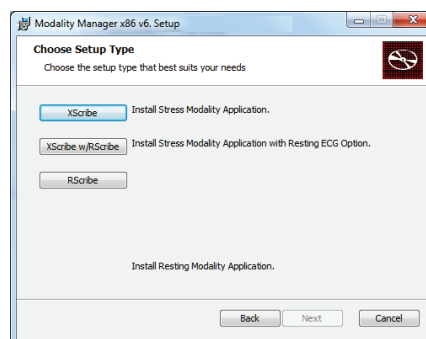 Modality Manager x86 v6. Setup
Choose Setup Type
Choose the setup type that best suits your needs
XScribe Install Stress Modality Application.
XScribe w/RScribe Install Stress Modality Application with Resting ECG Option.
RScribe
Install Resting Modality Application.
Back Next Cancel